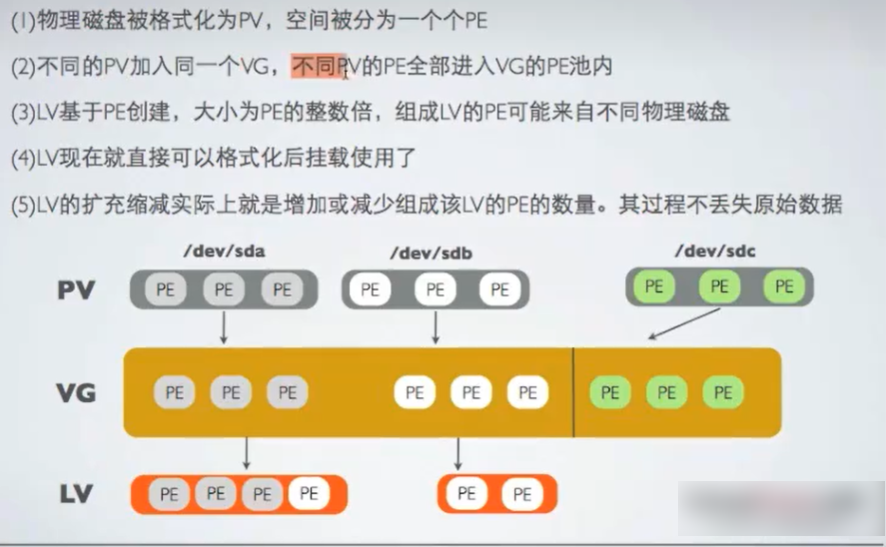 (1)物理磁盘被格式化为PV，空间被分为一个个PE
(2)不同的PV加入同一个VG，不同PV的PE全部进入VG的PE池内
(3)LV基于PE创建，大小为PE的整数倍，组成LV的PE可能来自不同物理磁盘
(4)LV现在就直接可以格式化后挂载使用了
(5)LV的扩充缩减实际上就是增加或减少组成该LV的PE的数量。其过程不丢失原始数据
/dev/sda /dev/sdb /dev/sdc
PV PE PE PE PE PE PE PE PE PE
VG PE PE PE PE PE PE PE PE PE
LV PE PE PE PE PE PE